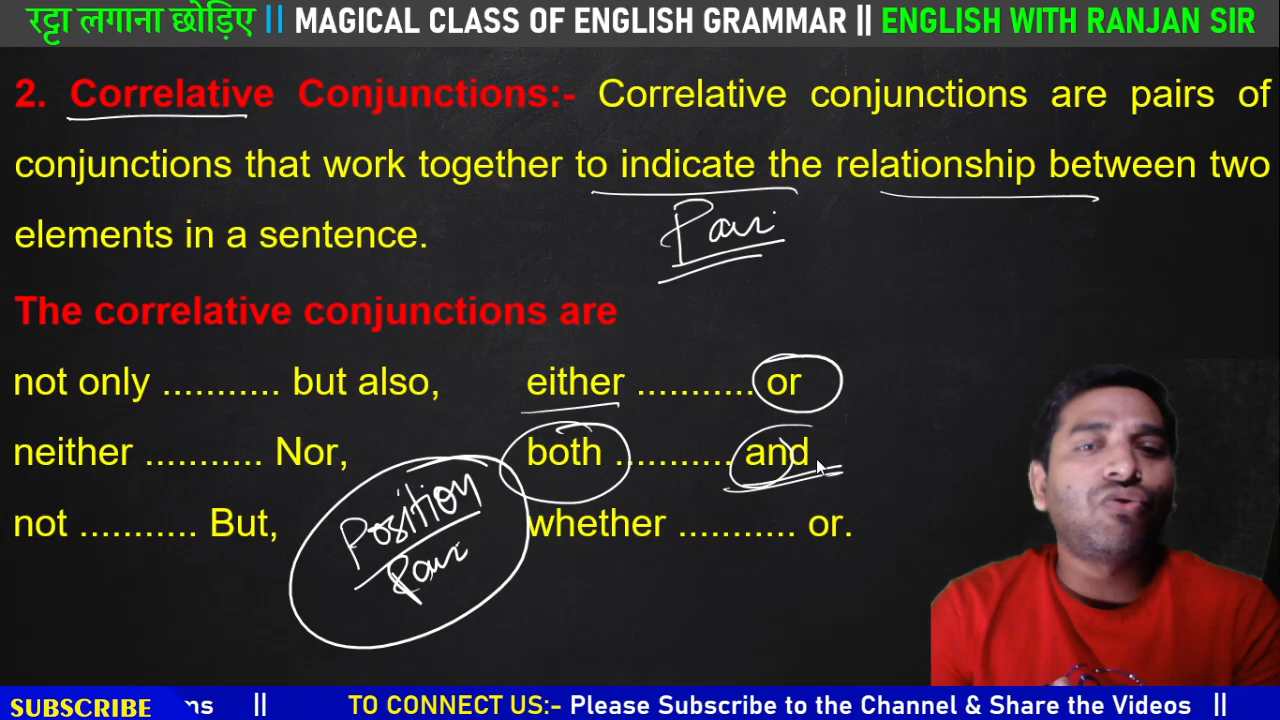 रट्टा लगाना छोड़िए || MAGICAL CLASS OF ENGLISH GRAMMAR || ENGLISH WITH RANJAN SIR
2. Correlative Conjunctions:- Correlative conjunctions are pairs of
conjunctions that work together to indicate the relationship between two
elements in a sentence.
Pair
The correlative conjunctions are
not only ........... but also, either ........... or
neither ........... Nor, both ........... and
not ........... But, whether ........... or.
Position
Pair
SUBSCRIBE ms || TO CONNECT US:- Please Subscribe to the Channel & Share the Videos ||